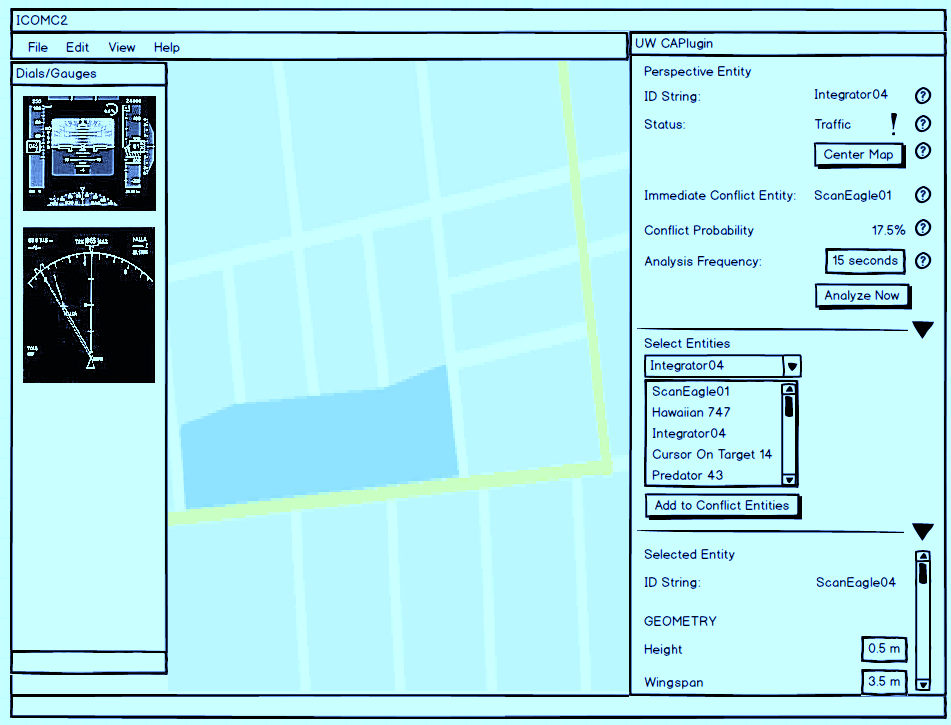 ICOMC2
File Edit View Help
Dials/Gauges
UW CAPlugin
Perspective Entity
ID String: Integrator04 ?
Status: Traffic ! ?
Center Map ?
Immediate Conflict Entity: ScanEagle01 ?
Conflict Probability 17.5% ?
Analysis Frequency: 15 seconds ?
Analyze Now
Select Entities
Integrator04
ScanEagle01
Hawaiian 747
Integrator04
Cursor On Target 14
Predator 43
Add to Conflict Entities
Selected Entity
ID String: ScanEagle04
GEOMETRY
Height 0.5 m
Wingspan 3.5 m